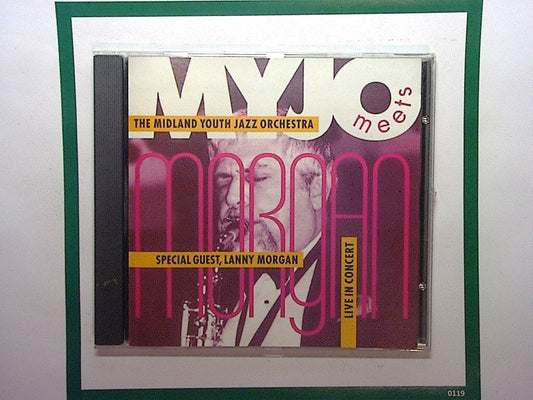 MYJO
meets
THE MIDLAND YOUTH JAZZ ORCHESTRA
MORGAN
SPECIAL GUEST, LANNY MORGAN
LIVE IN CONCERT
0119